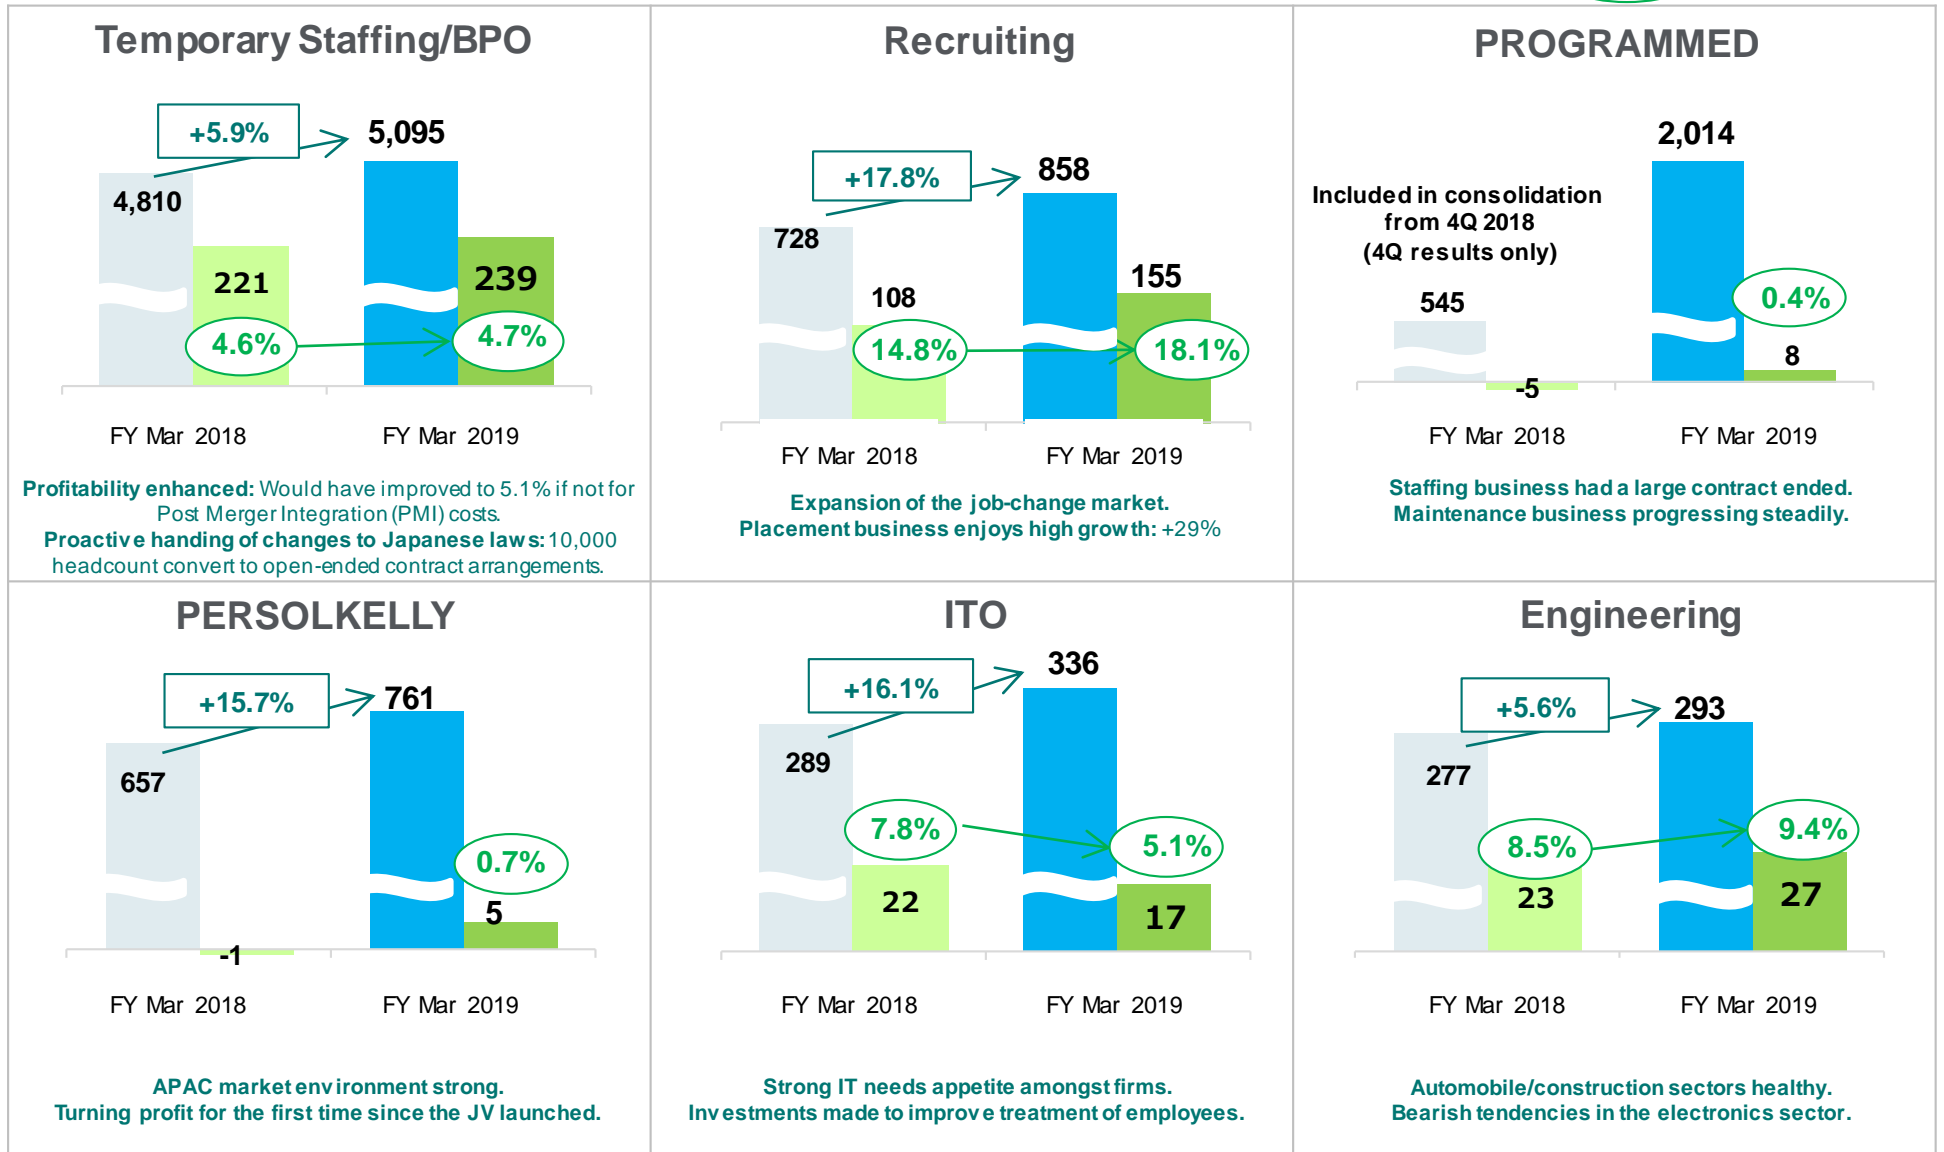 Temporary Staffing/BPO
+5.9%
5,095
4,810
221
239
4.6%
4.7%
FY Mar 2018
FY Mar 2019
Profitability enhanced: Would have improved to 5.1% if not for
Post Merger Integration (PMI) costs.
Proactive handing of changes to Japanese laws: 10,000
headcount convert to open-ended contract arrangements.
Recruiting
+17.8%
858
728
108
155
14.8%
18.1%
FY Mar 2018
FY Mar 2019
Expansion of the job-change market.
Placement business enjoys high growth: +29%
PROGRAMMED
2,014
Included in consolidation
from 4Q 2018
(4Q results only)
545
0.4%
8
-5
FY Mar 2018
FY Mar 2019
Staffing business had a large contract ended.
Maintenance business progressing steadily.
PERSOLKELLY
+15.7%
761
657
0.7%
5
-1
FY Mar 2018
FY Mar 2019
APAC market environment strong.
Turning profit for the first time since the JV launched.
ITO
+16.1%
336
289
7.8%
5.1%
22
17
FY Mar 2018
FY Mar 2019
Strong IT needs appetite amongst firms.
Investments made to improve treatment of employees.
Engineering
+5.6%
293
277
8.5%
9.4%
23
27
FY Mar 2018
FY Mar 2019
Automobile/construction sectors healthy.
Bearish tendencies in the electronics sector.